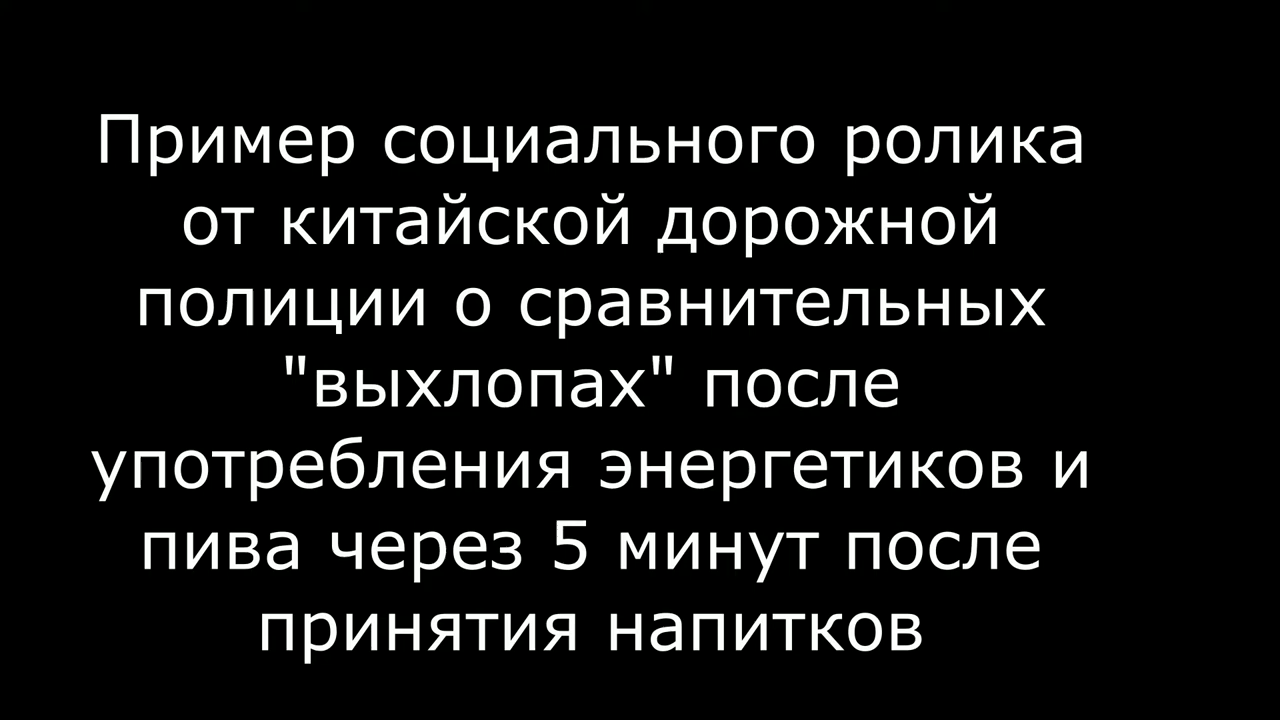 Пример социального ролика
от китайской дорожной
полиции о сравнительных
"выхлопах" после
употребления энергетиков и
пива через 5 минут после
принятия напитков